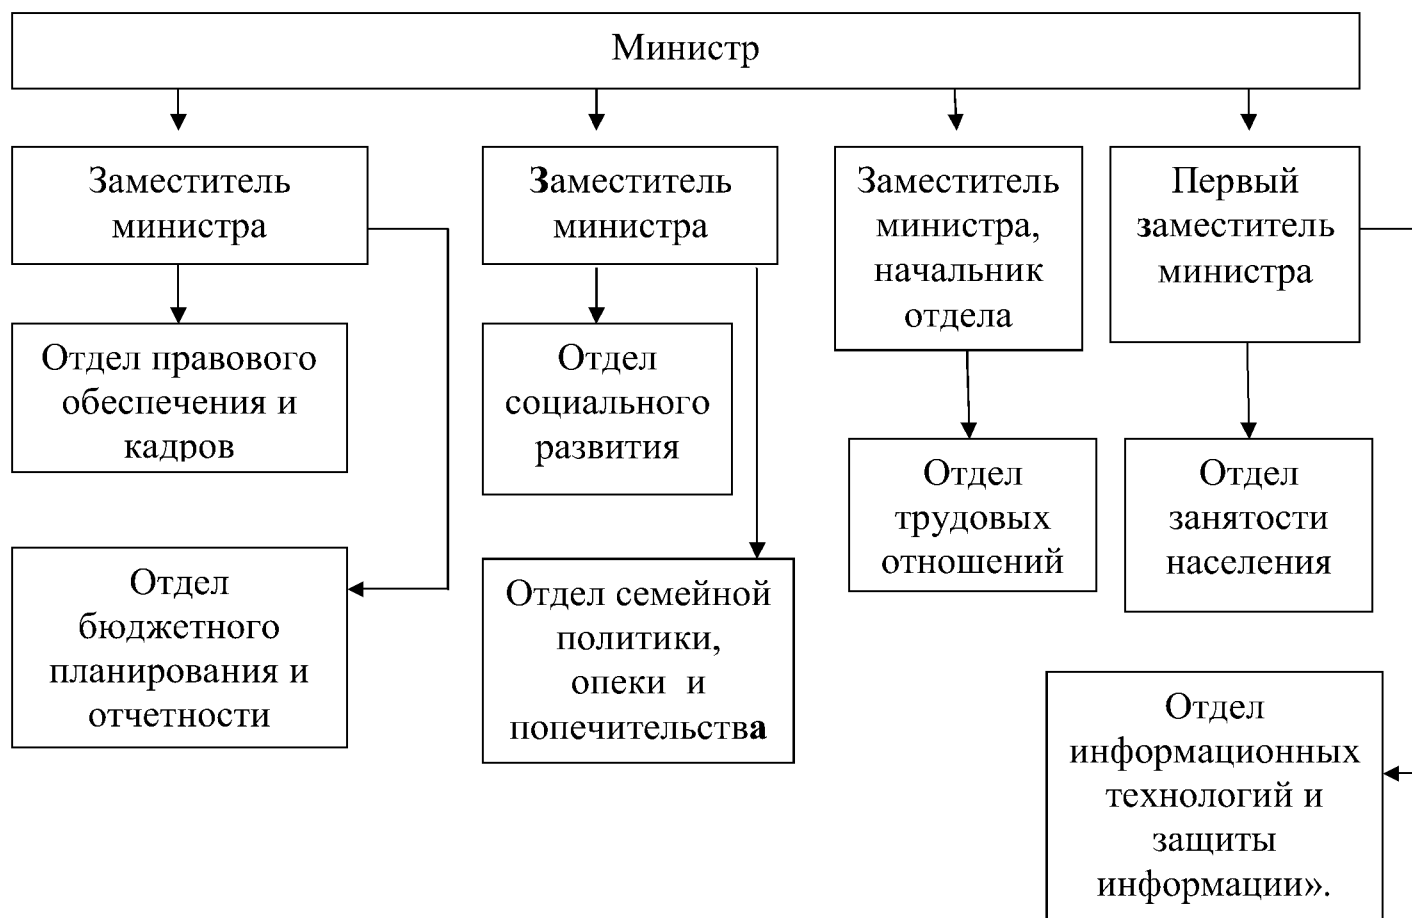 Министр
Заместитель
министра
Заместитель
министра
Заместитель
министра,
начальник
отдела
Первый
заместитель
министра
Отдел правового
обеспечения и
кадров
Отдел
социального
развития
Отдел
трудовых
отношений
Отдел
занятости
населения
Отдел
бюджетного
планирования и
отчетности
Отдел семейной
политики,
опеки и
попечительства
Отдел
информационных
технологий и
защиты
информации».